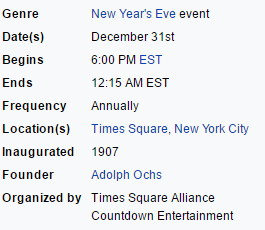 Genre New Year's Eve event
Date(s) December 31st
Begins 6:00 PM EST
Ends 12:15 AM EST
Frequency Annually
Location(s) Times Square, New York City
Inaugurated 1907
Founder Adolph Ochs
Organized by Times Square Alliance
Countdown Entertainment